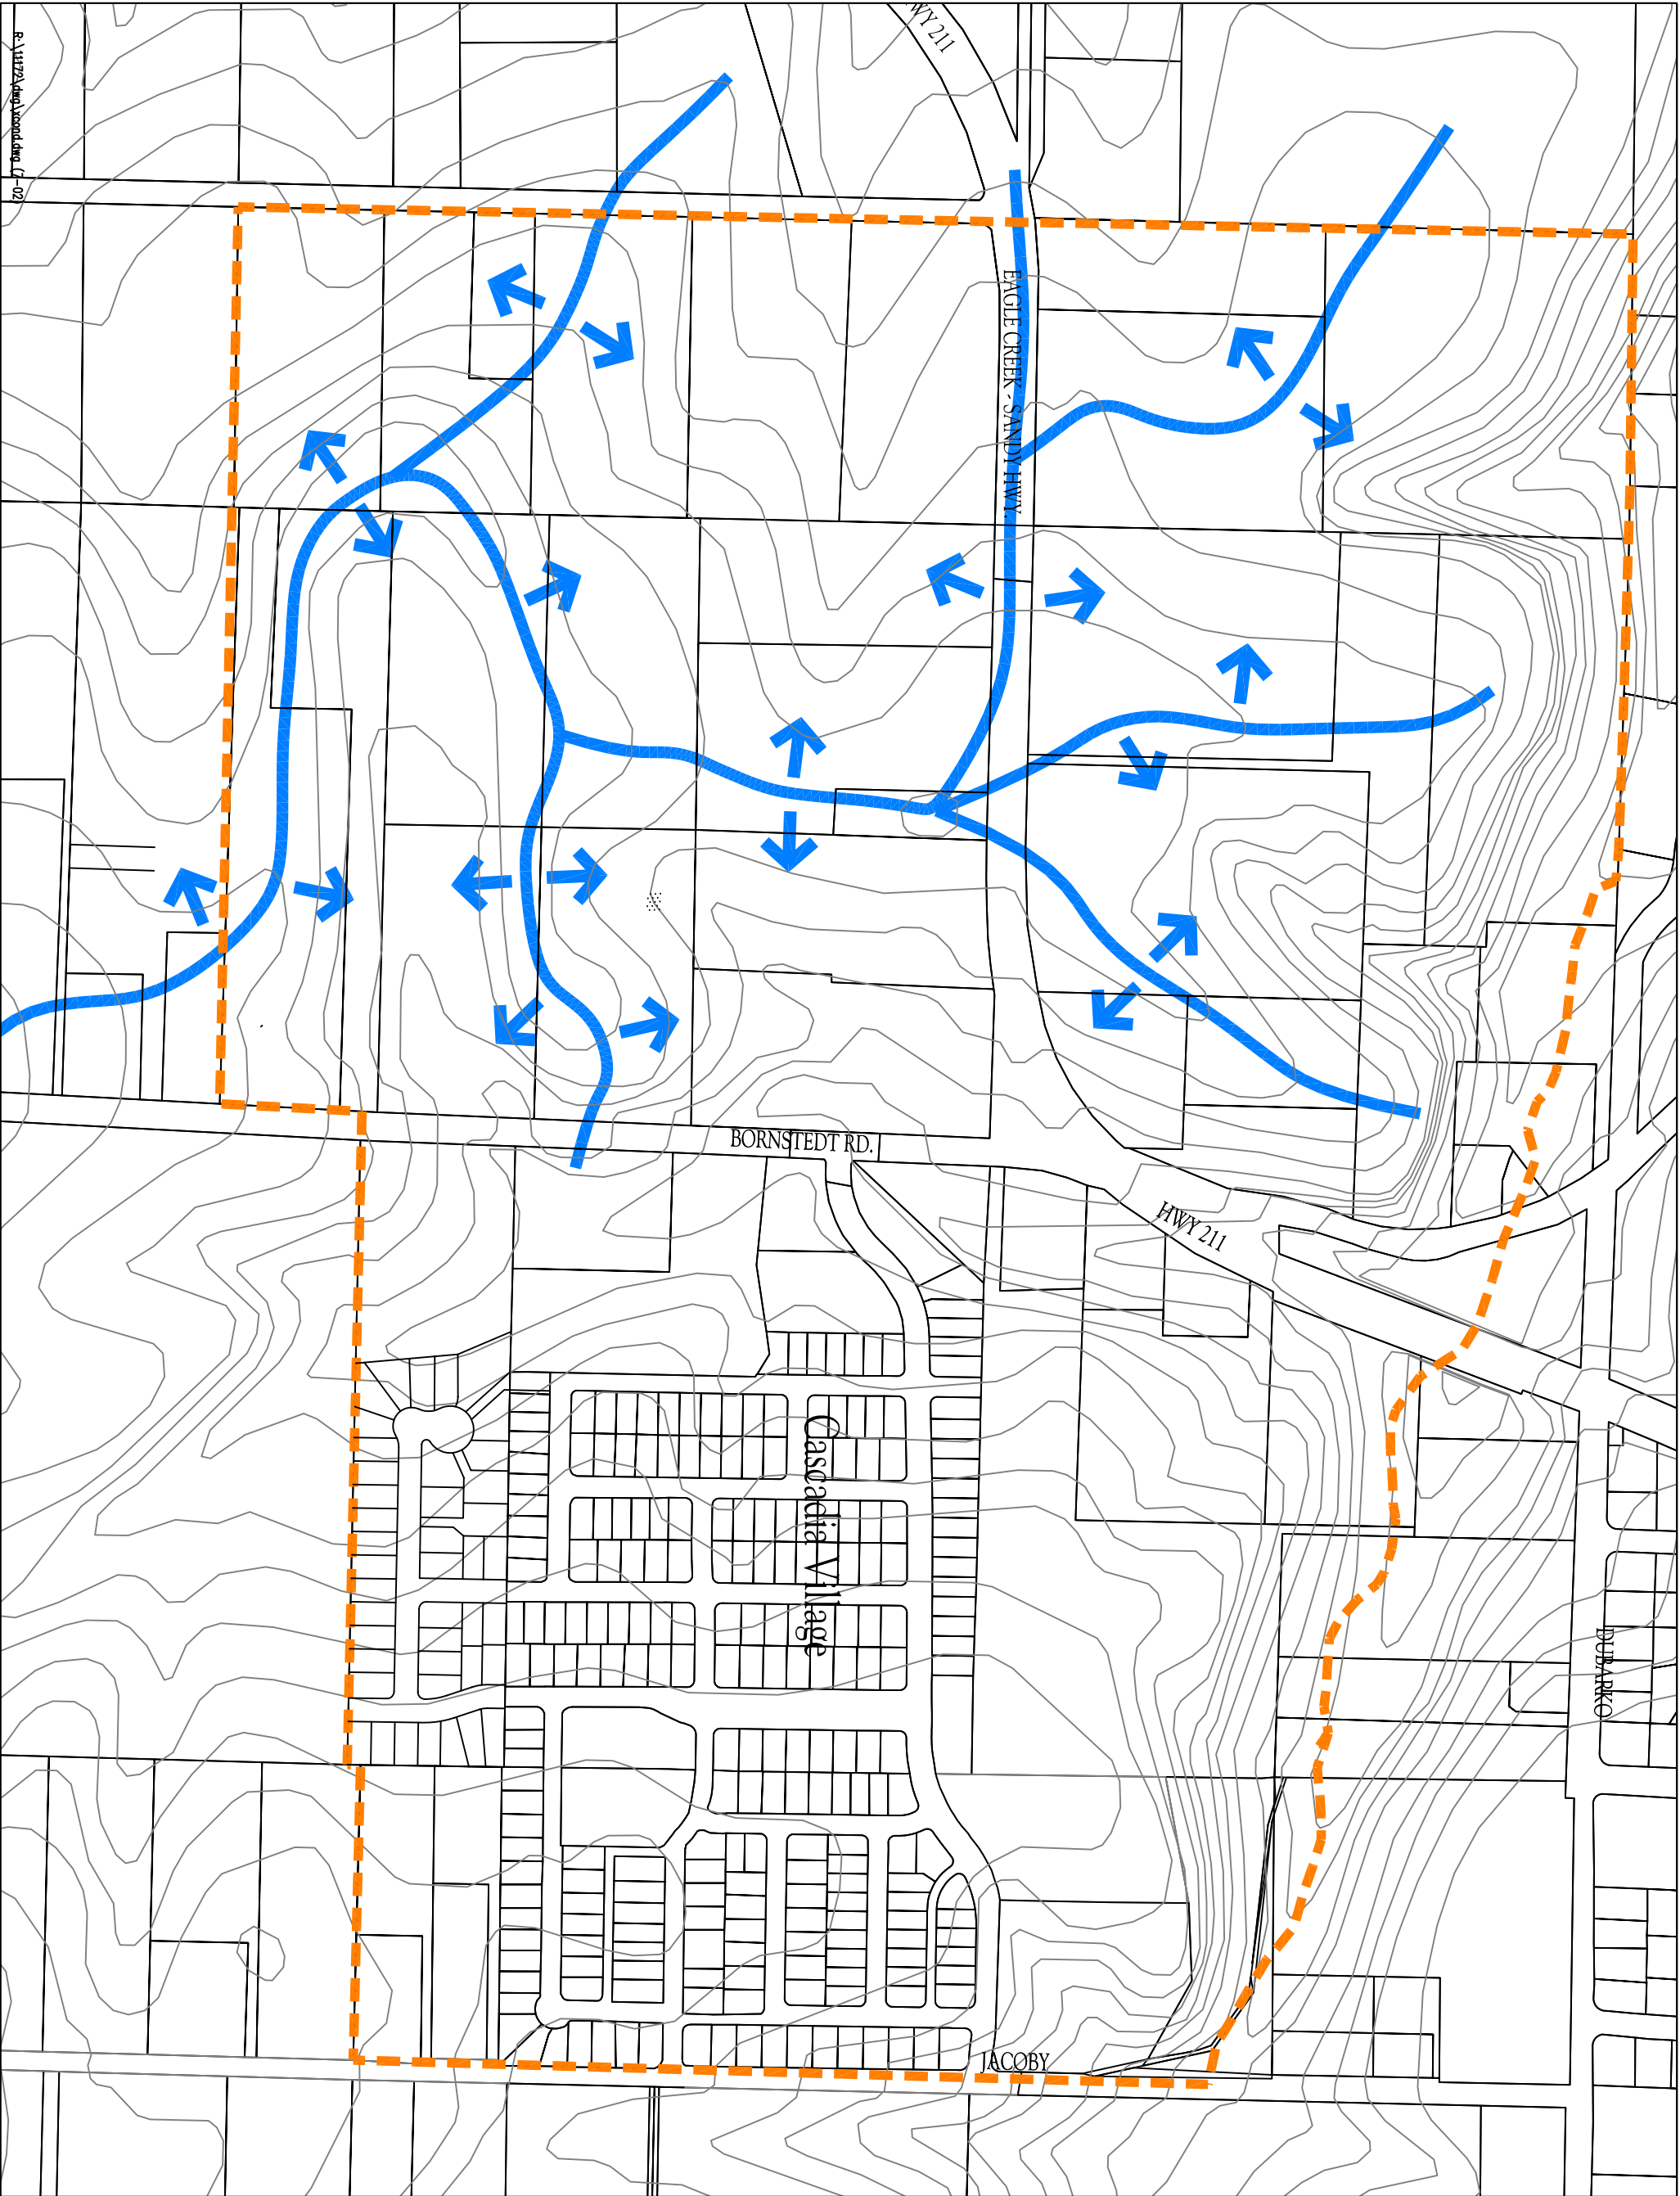 HWY 211
EAGLE CREEK - SANDY HWY.
BORNSTEDT RD.
HWY 211
Cascadia Village
DUBARKO
JACOBY